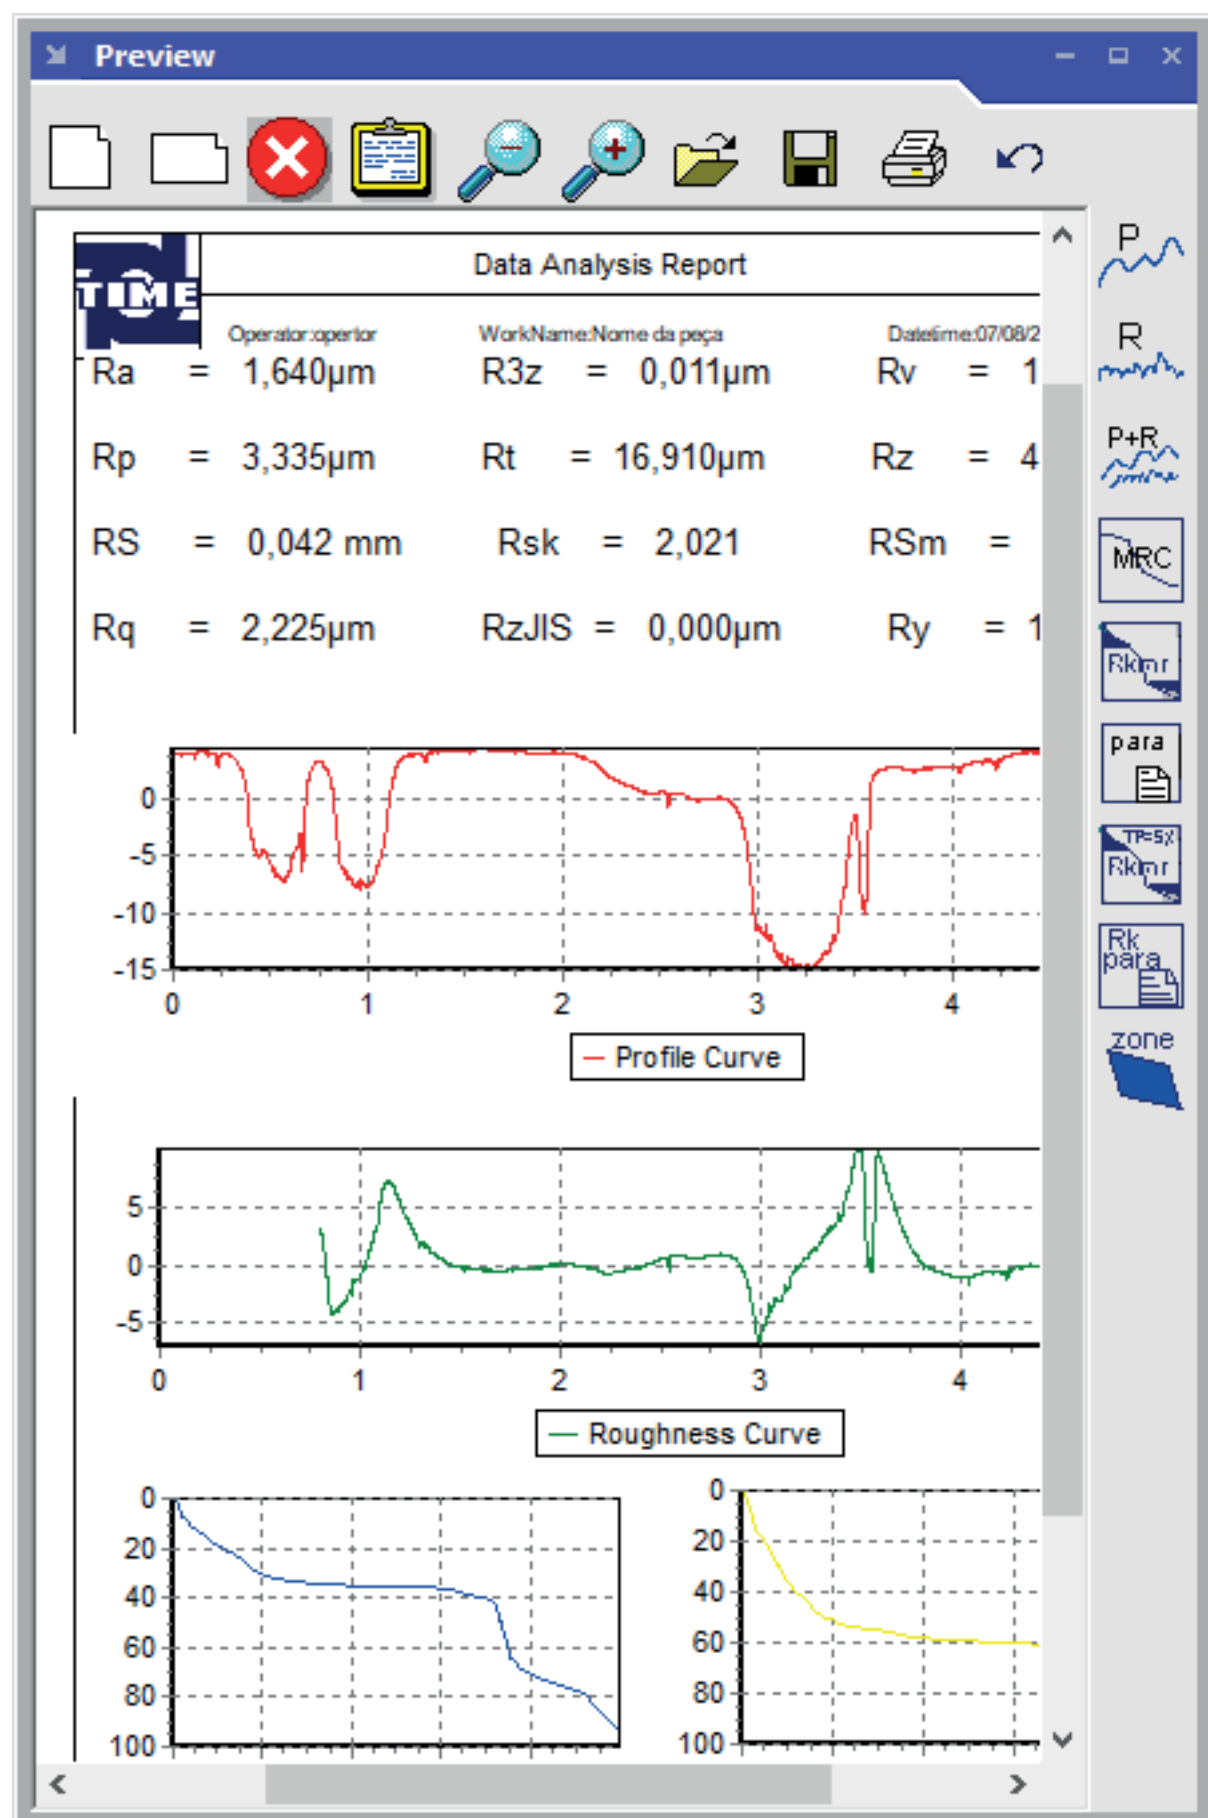 Preview
TIME
Data Analysis Report
Operator:opertor WorkName:Nome da peça Datetime:07/08/2
Ra = 1,640µm R3z = 0,011µm Rv = 1
Rp = 3,335µm Rt = 16,910µm Rz = 4
RS = 0,042 mm Rsk = 2,021 RSm =
Rq = 2,225µm RzJIS = 0,000µm Ry = 1
P
R
P+R
MRC
Rkmr
para
TP=5%
Rkmr
Rk
para
zone
0
-5
-10
-15
0 1 2 3 4
Profile Curve
5
0
-5
0 1 2 3 4
Roughness Curve
0
20
40
60
80
100
0
20
40
60
80
100